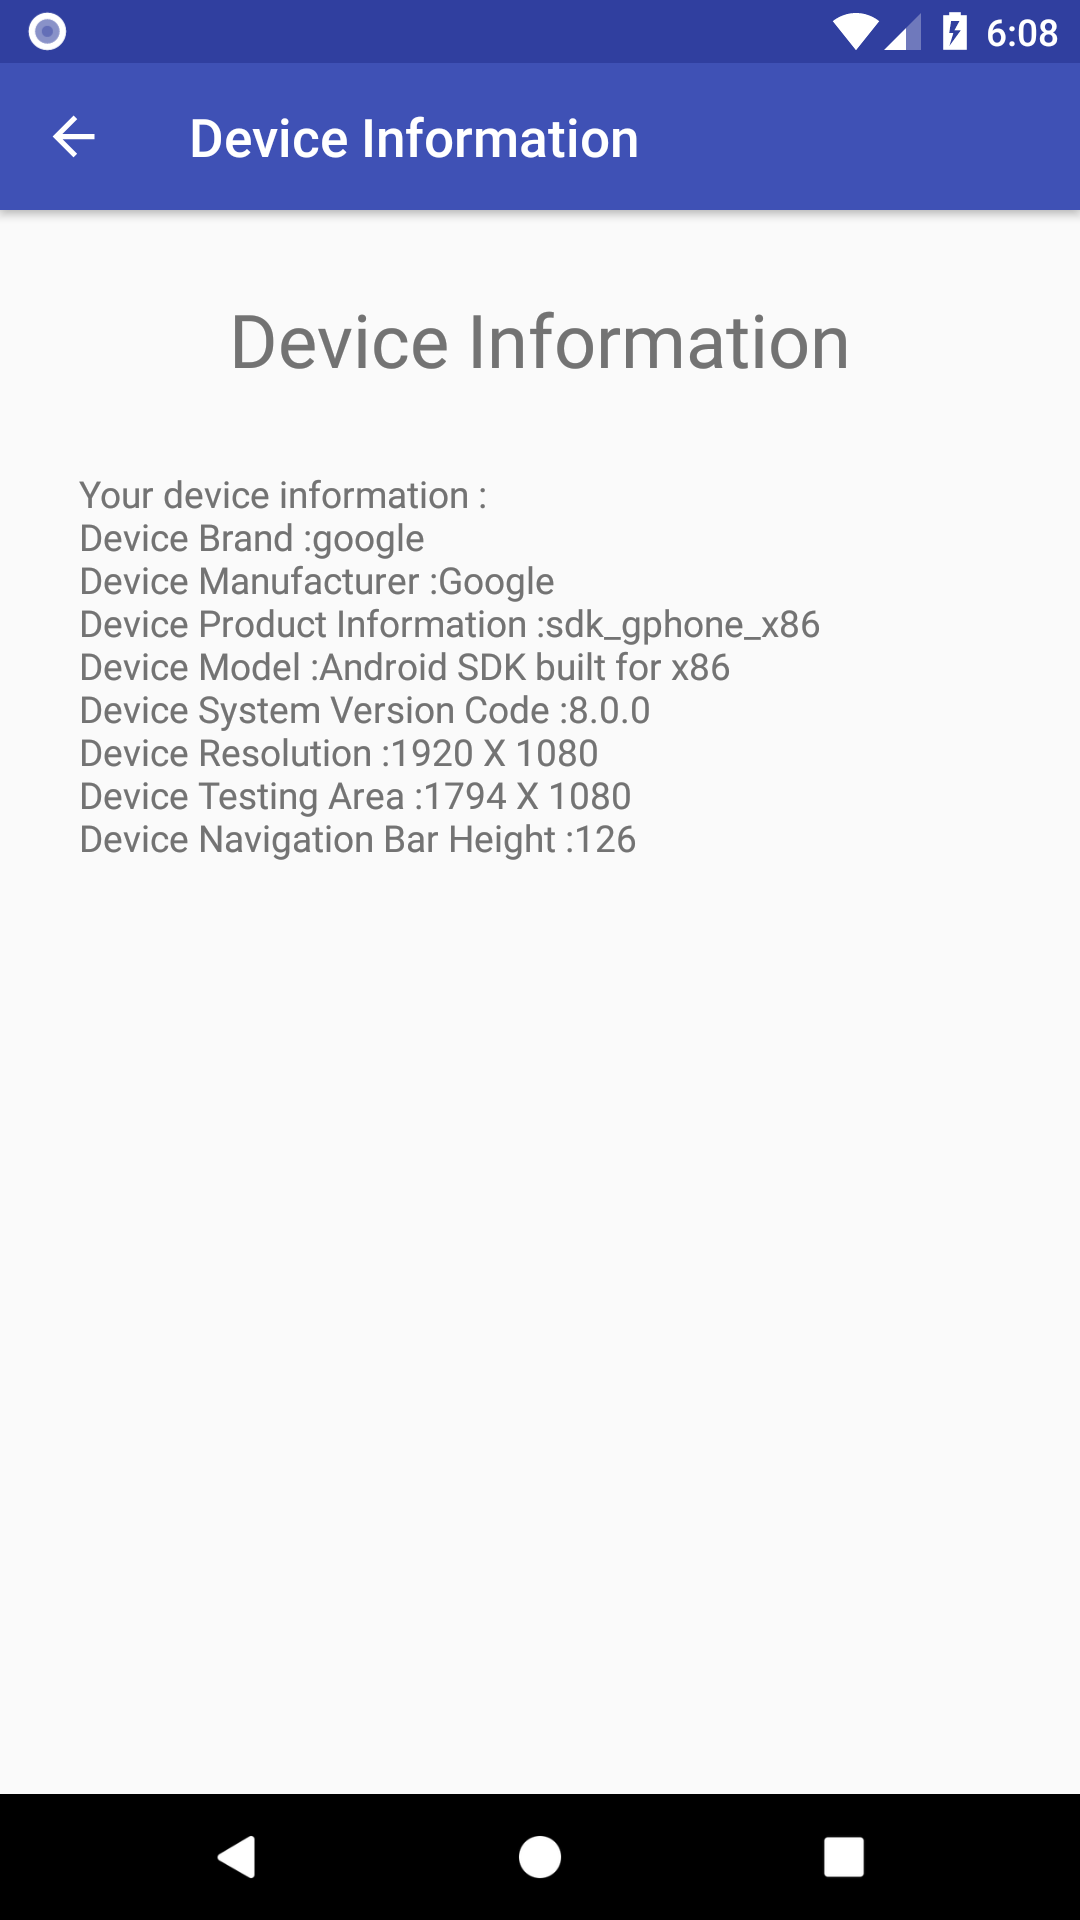 6:08
Device Information
Device Information
Your device information :
Device Brand :google
Device Manufacturer :Google
Device Product Information :sdk_gphone_x86
Device Model :Android SDK built for x86
Device System Version Code :8.0.0
Device Resolution :1920 X 1080
Device Testing Area :1794 X 1080
Device Navigation Bar Height :126